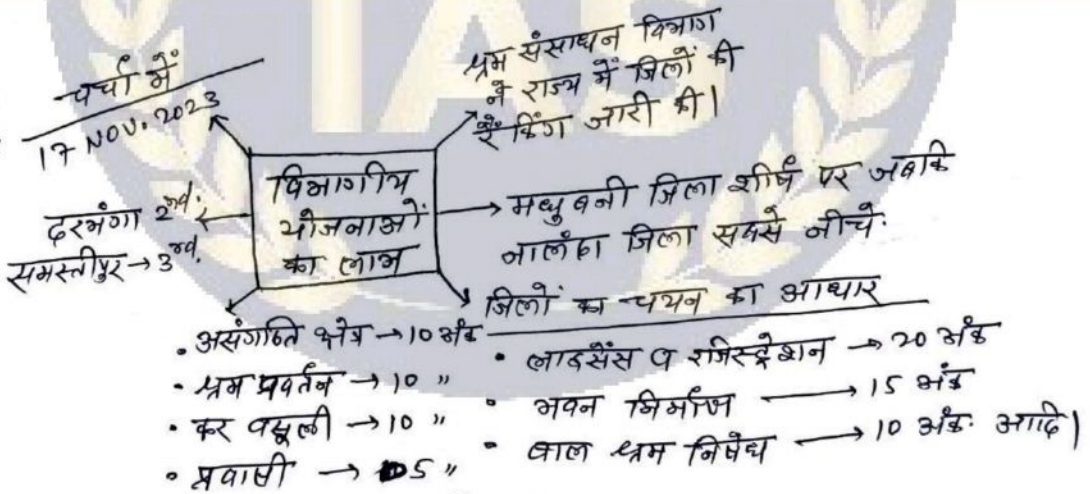 IAS
चर्चा में
17 NOV. 2023
श्रम संसाधन विभाग
ने राज्य में जिलों की
रैंकिंग जारी की।
विभागीय
योजनाओं
का लाभ
दरभंगा 2nd.
समस्तीपुर → 3rd.
→ मधुबनी जिला शीर्ष पर जबकि
नालंदा जिला सबसे नीचे
जिलों का चयन का आधार
• असंगठित क्षेत्र → 10 अंक
• श्रम प्रवर्तन → 10 "
• कर वसूली → 10 "
• प्रवासी → 05 "
• लाइसेंस व रजिस्ट्रेशन → 20 अंक
• भवन निर्माण → 15 अंक
• बाल श्रम निषेध → 10 अंक आदि।